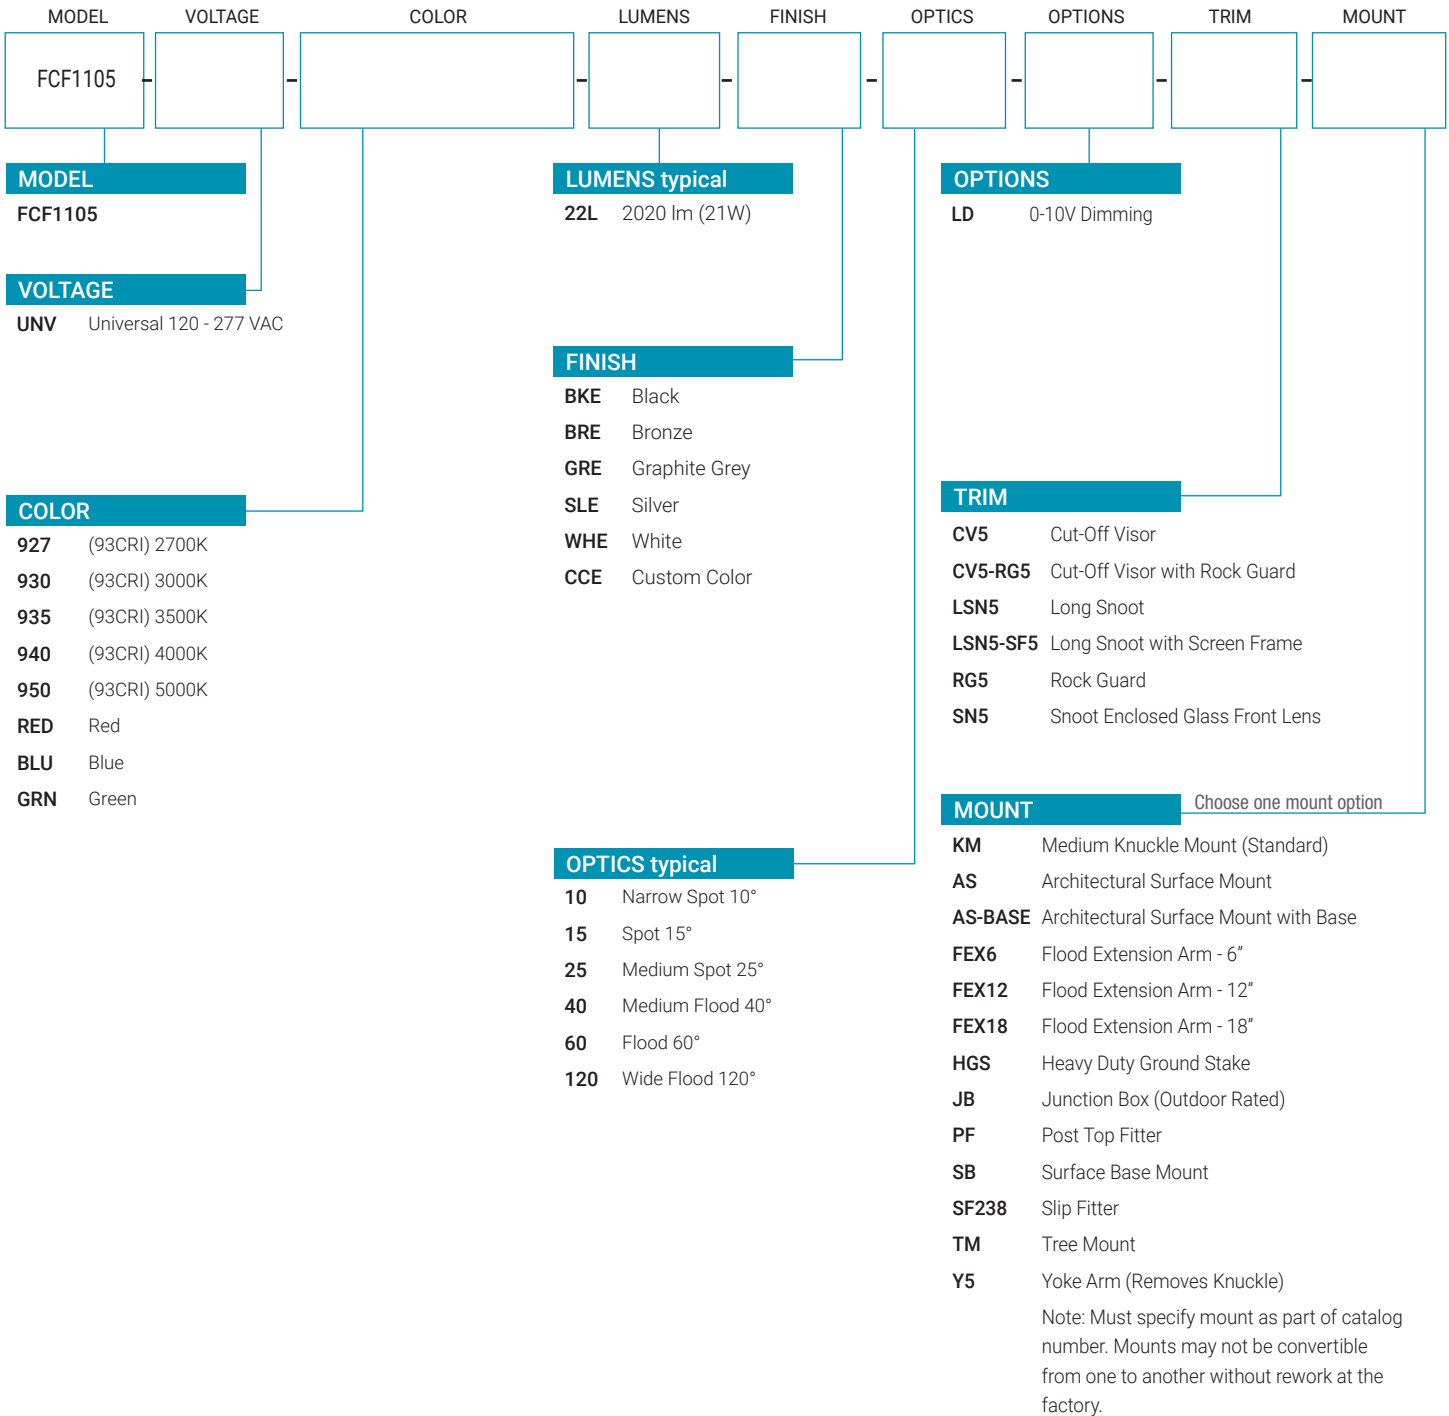 MODEL VOLTAGE COLOR LUMENS FINISH OPTICS OPTIONS TRIM MOUNT
FCF1105 - - - - - - - -
MODEL
FCF1105
VOLTAGE
UNV Universal 120 - 277 VAC
COLOR
927 (93CRI) 2700K
930 (93CRI) 3000K
935 (93CRI) 3500K
940 (93CRI) 4000K
950 (93CRI) 5000K
RED Red
BLU Blue
GRN Green
LUMENS typical
22L 2020 lm (21W)
FINISH
BKE Black
BRE Bronze
GRE Graphite Grey
SLE Silver
WHE White
CCE Custom Color
OPTICS typical
10 Narrow Spot 10°
15 Spot 15°
25 Medium Spot 25°
40 Medium Flood 40°
60 Flood 60°
120 Wide Flood 120°
OPTIONS
LD 0-10V Dimming
TRIM
CV5 Cut-Off Visor
CV5-RG5 Cut-Off Visor with Rock Guard
LSN5 Long Snoot
LSN5-SF5 Long Snoot with Screen Frame
RG5 Rock Guard
SN5 Snoot Enclosed Glass Front Lens
MOUNT Choose one mount option
KM Medium Knuckle Mount (Standard)
AS Architectural Surface Mount
AS-BASE Architectural Surface Mount with Base
FEX6 Flood Extension Arm - 6”
FEX12 Flood Extension Arm - 12”
FEX18 Flood Extension Arm - 18”
HGS Heavy Duty Ground Stake
JB Junction Box (Outdoor Rated)
PF Post Top Fitter
SB Surface Base Mount
SF238 Slip Fitter
TM Tree Mount
Y5 Yoke Arm (Removes Knuckle)
Note: Must specify mount as part of catalog
number. Mounts may not be convertible
from one to another without rework at the
factory.